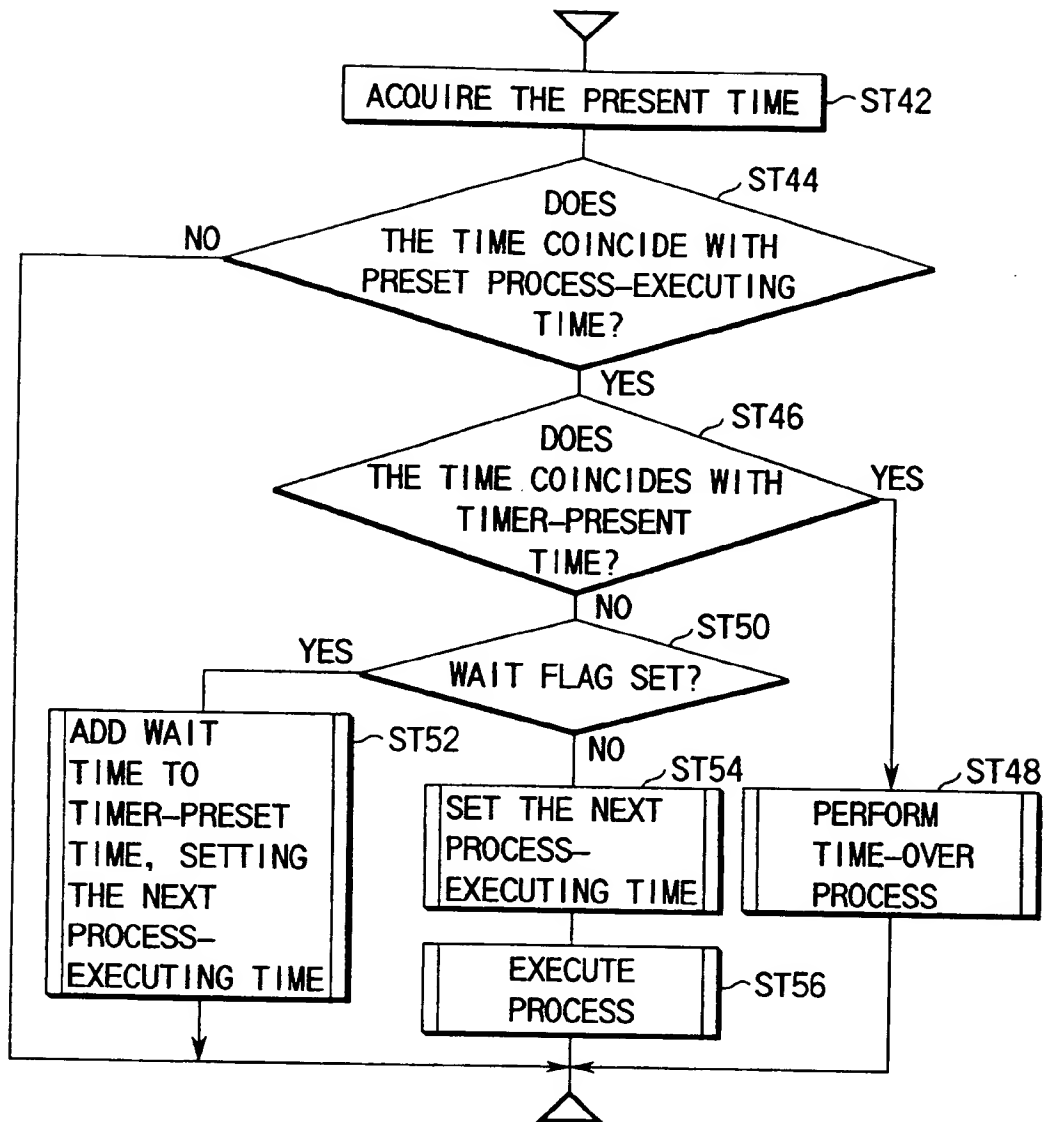 ACQUIRE THE PRESENT TIME
ST42
ST44
DOES
THE TIME COINCIDE WITH
PRESET PROCESS-EXECUTING
TIME?
NO
YES
ST46
DOES
THE TIME COINCIDES WITH
TIMER-PRESENT
TIME?
YES
NO
ST50
YES
WAIT FLAG SET?
NO
ADD WAIT
TIME TO
TIMER-PRESET
TIME, SETTING
THE NEXT
PROCESS-
EXECUTING TIME
ST52
ST54
SET THE NEXT
PROCESS-
EXECUTING TIME
ST48
PERFORM
TIME-OVER
PROCESS
EXECUTE
PROCESS
ST56